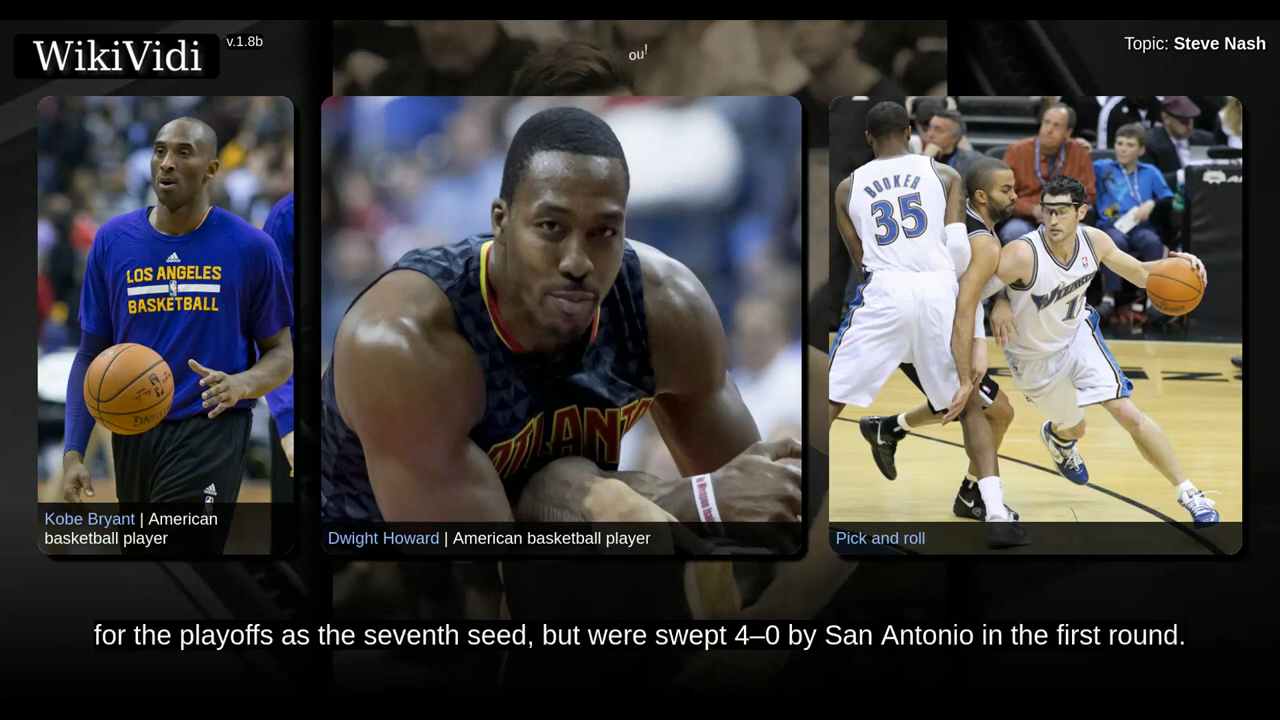 WikiVidi
v.1.8b
ou!
Topic: Steve Nash
LOS ANGELES
BASKETBALL
ATLANTA
BOOKER
35
Kobe Bryant | American
basketball player
Dwight Howard | American basketball player
Pick and roll
for the playoffs as the seventh seed, but were swept 4–0 by San Antonio in the first round.